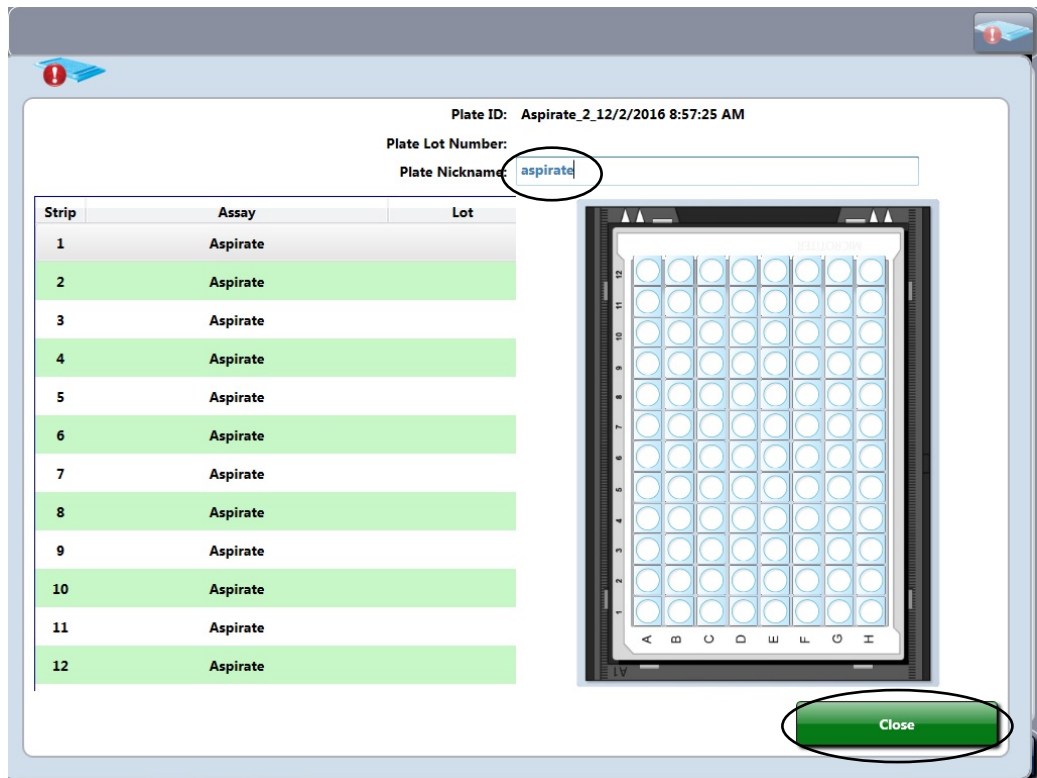 Plate ID: Aspirate_2_12/2/2016 8:57:25 AM
Plate Lot Number:
Plate Nickname: aspirate
Strip Assay Lot
1 Aspirate
2 Aspirate
3 Aspirate
4 Aspirate
5 Aspirate
6 Aspirate
7 Aspirate
8 Aspirate
9 Aspirate
10 Aspirate
11 Aspirate
12 Aspirate
12
11
10
9
8
7
6
5
4
3
2
1
A B C D E F G H
A1
Close